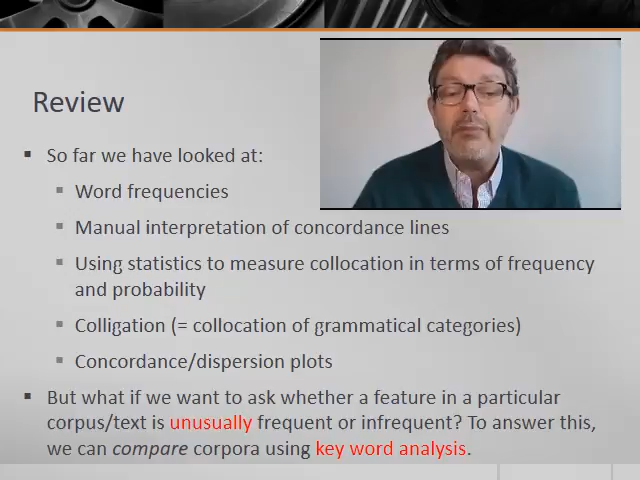 Review
So far we have looked at:
Word frequencies
Manual interpretation of concordance lines
Using statistics to measure collocation in terms of frequency
and probability
Colligation (= collocation of grammatical categories)
Concordance/dispersion plots
But what if we want to ask whether a feature in a particular
corpus/text is unusually frequent or infrequent? To answer this,
we can compare corpora using key word analysis.